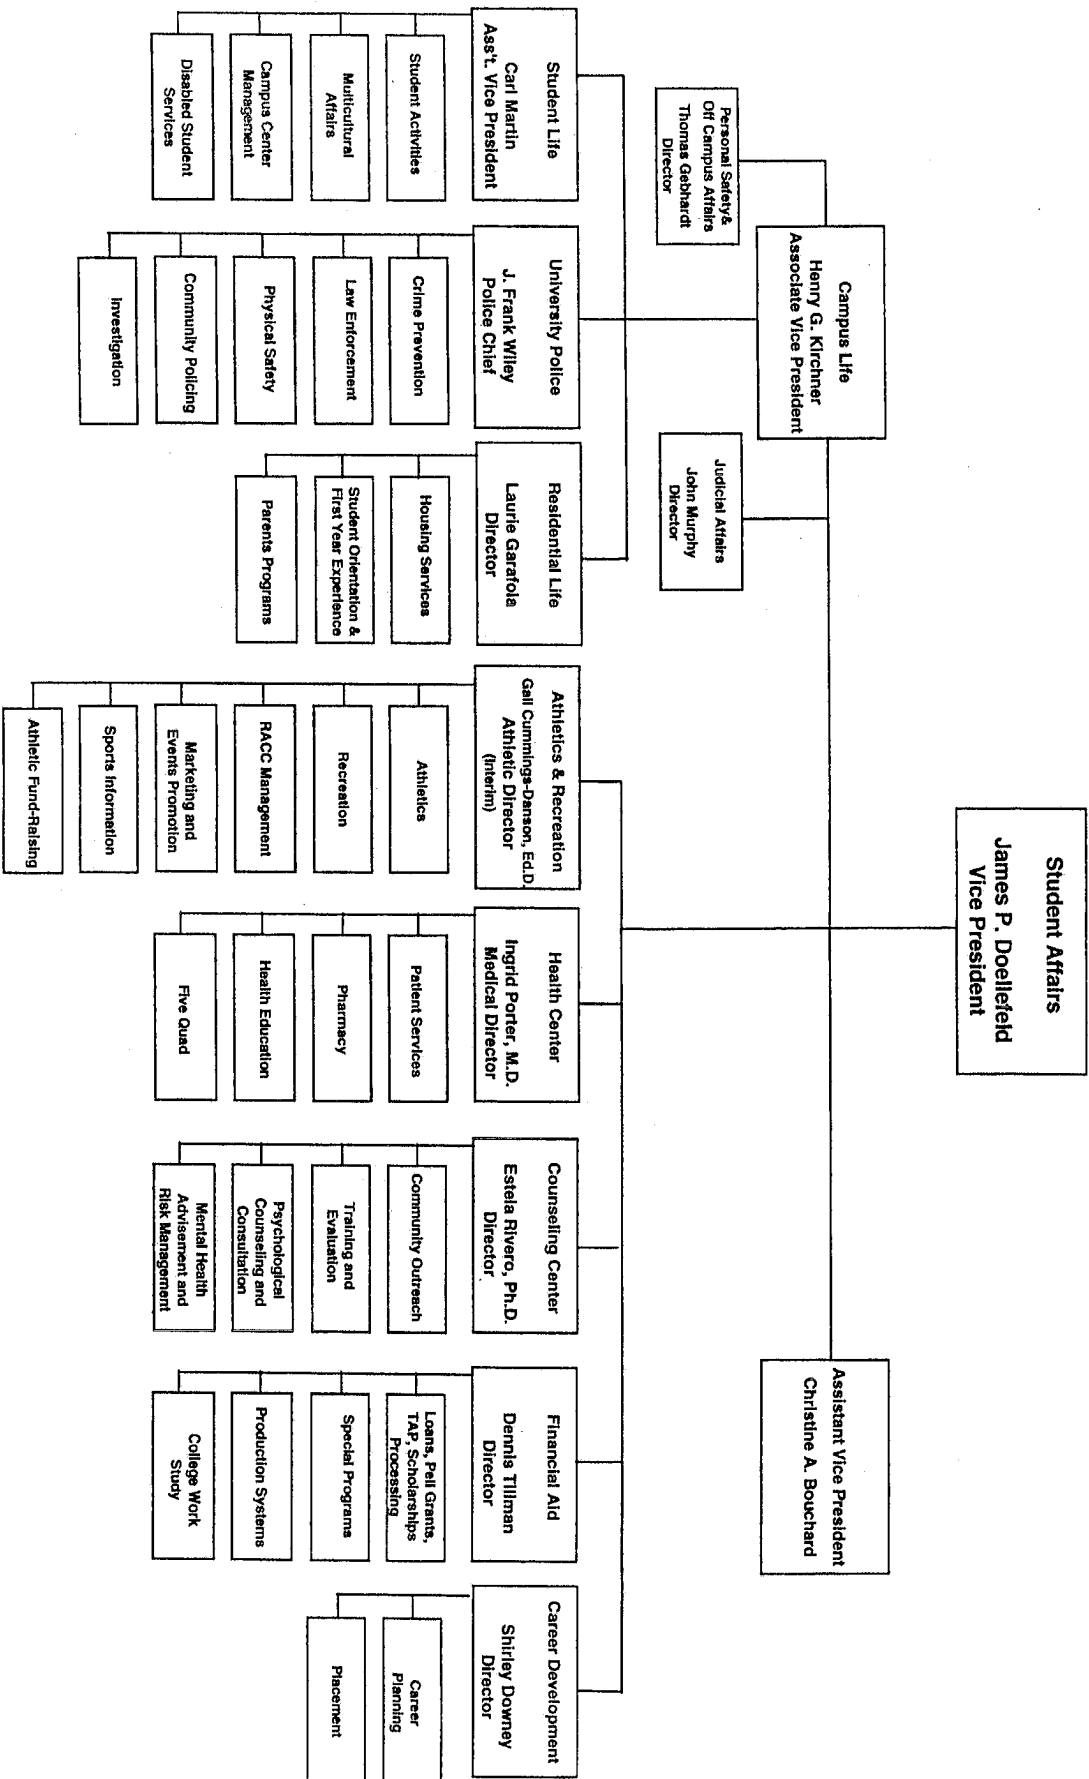 Student Affairs
James P. Doellefeld
Vice President
Campus Life
Henry G. Kirchner
Associate Vice President
Assistant Vice President
Christine A. Bouchard
Personal Safety&
Off Campus Affairs
Thomas Gebhardt
Director
Judicial Affairs
John Murphy
Director
Student Life
Carl Martin
Ass't. Vice President
Student Activities
Multicultural
Affairs
Campus Center
Management
Disabled Student
Services
University Police
J. Frank Wiley
Police Chief
Crime Prevention
Law Enforcement
Physical Safety
Community Policing
Investigation
Residential Life
Laurie Garafola
Director
Housing Services
Student Orientation &
First Year Experience
Parents Programs
Athletics & Recreation
Gail Cummings-Danson, Ed.D.
Athletic Director
(Interim)
Athletics
Recreation
RACC Management
Marketing and
Events Promotion
Sports Information
Athletic Fund-Raising
Health Center
Ingrid Porter, M.D.
Medical Director
Patient Services
Pharmacy
Health Education
Five Quad
Counseling Center
Estela Rivero, Ph.D.
Director
Community Outreach
Training and
Evaluation
Psychological
Counseling and
Consultation
Mental Health
Advisement and
Risk Management
Financial Aid
Dennis Tillman
Director
Loans, Pell Grants,
TAP, Scholarships
Processing
Special Programs
Production Systems
College Work
Study
Career Development
Shirley Downey
Director
Career
Planning
Placement